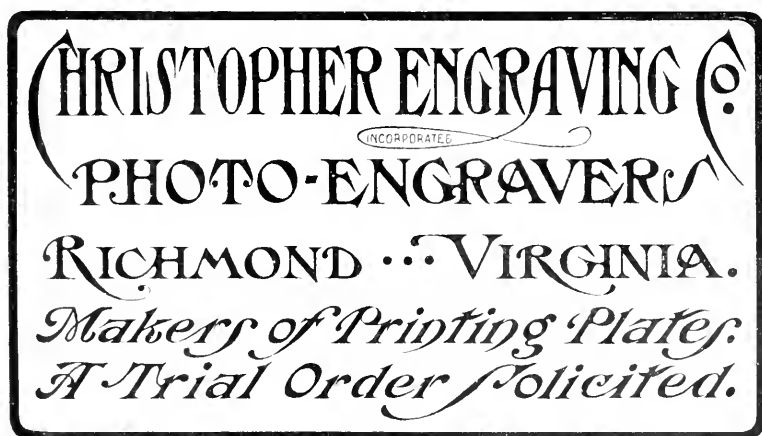 CHRISTOPHER ENGRAVING CO.
INCORPORATED
PHOTO-ENGRAVERS
RICHMOND ... VIRGINIA.
Makers of Printing Plates.
A Trial Order Solicited.